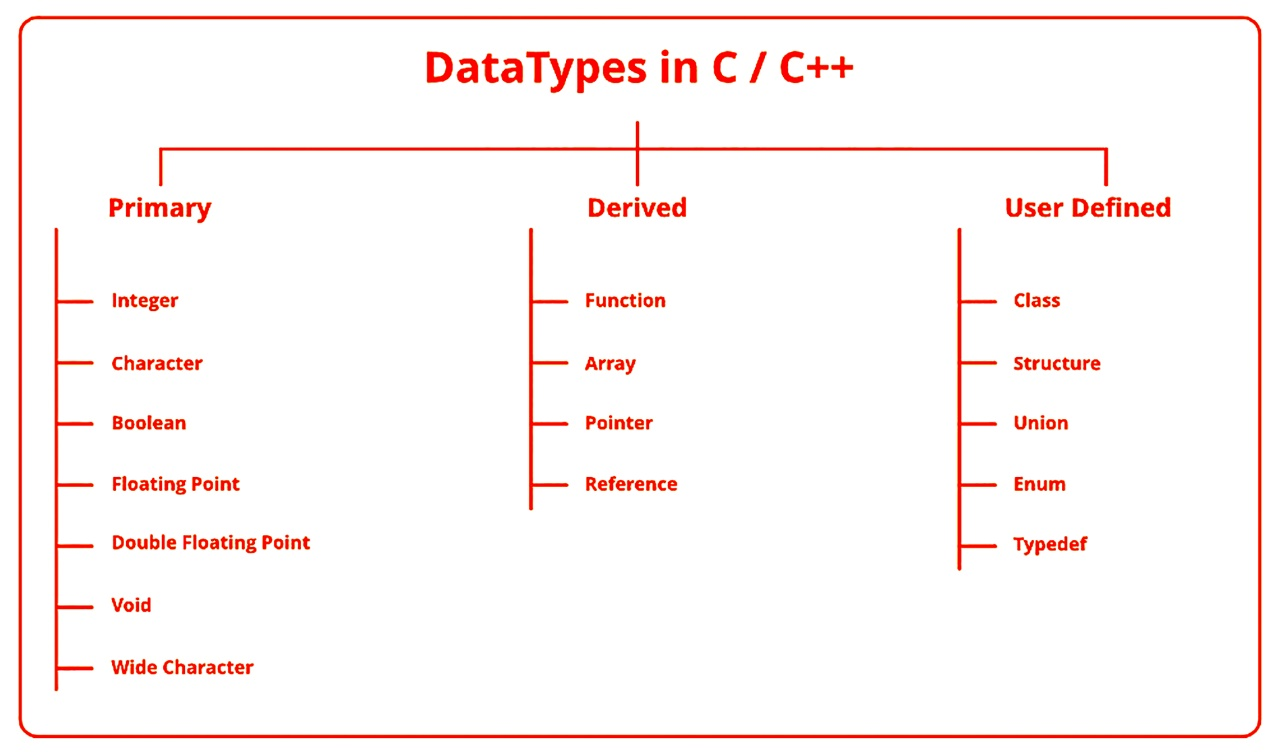 DataTypes in C / C++
Primary
Integer
Character
Boolean
Floating Point
Double Floating Point
Void
Wide Character
Derived
Function
Array
Pointer
Reference
User Defined
Class
Structure
Union
Enum
Typedef